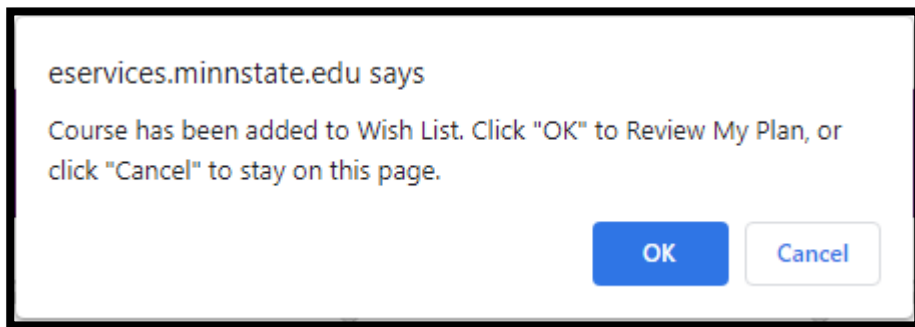 eservices.minnstate.edu says
Course has been added to Wish List. Click "OK" to Review My Plan, or
click "Cancel" to stay on this page.
OK
Cancel